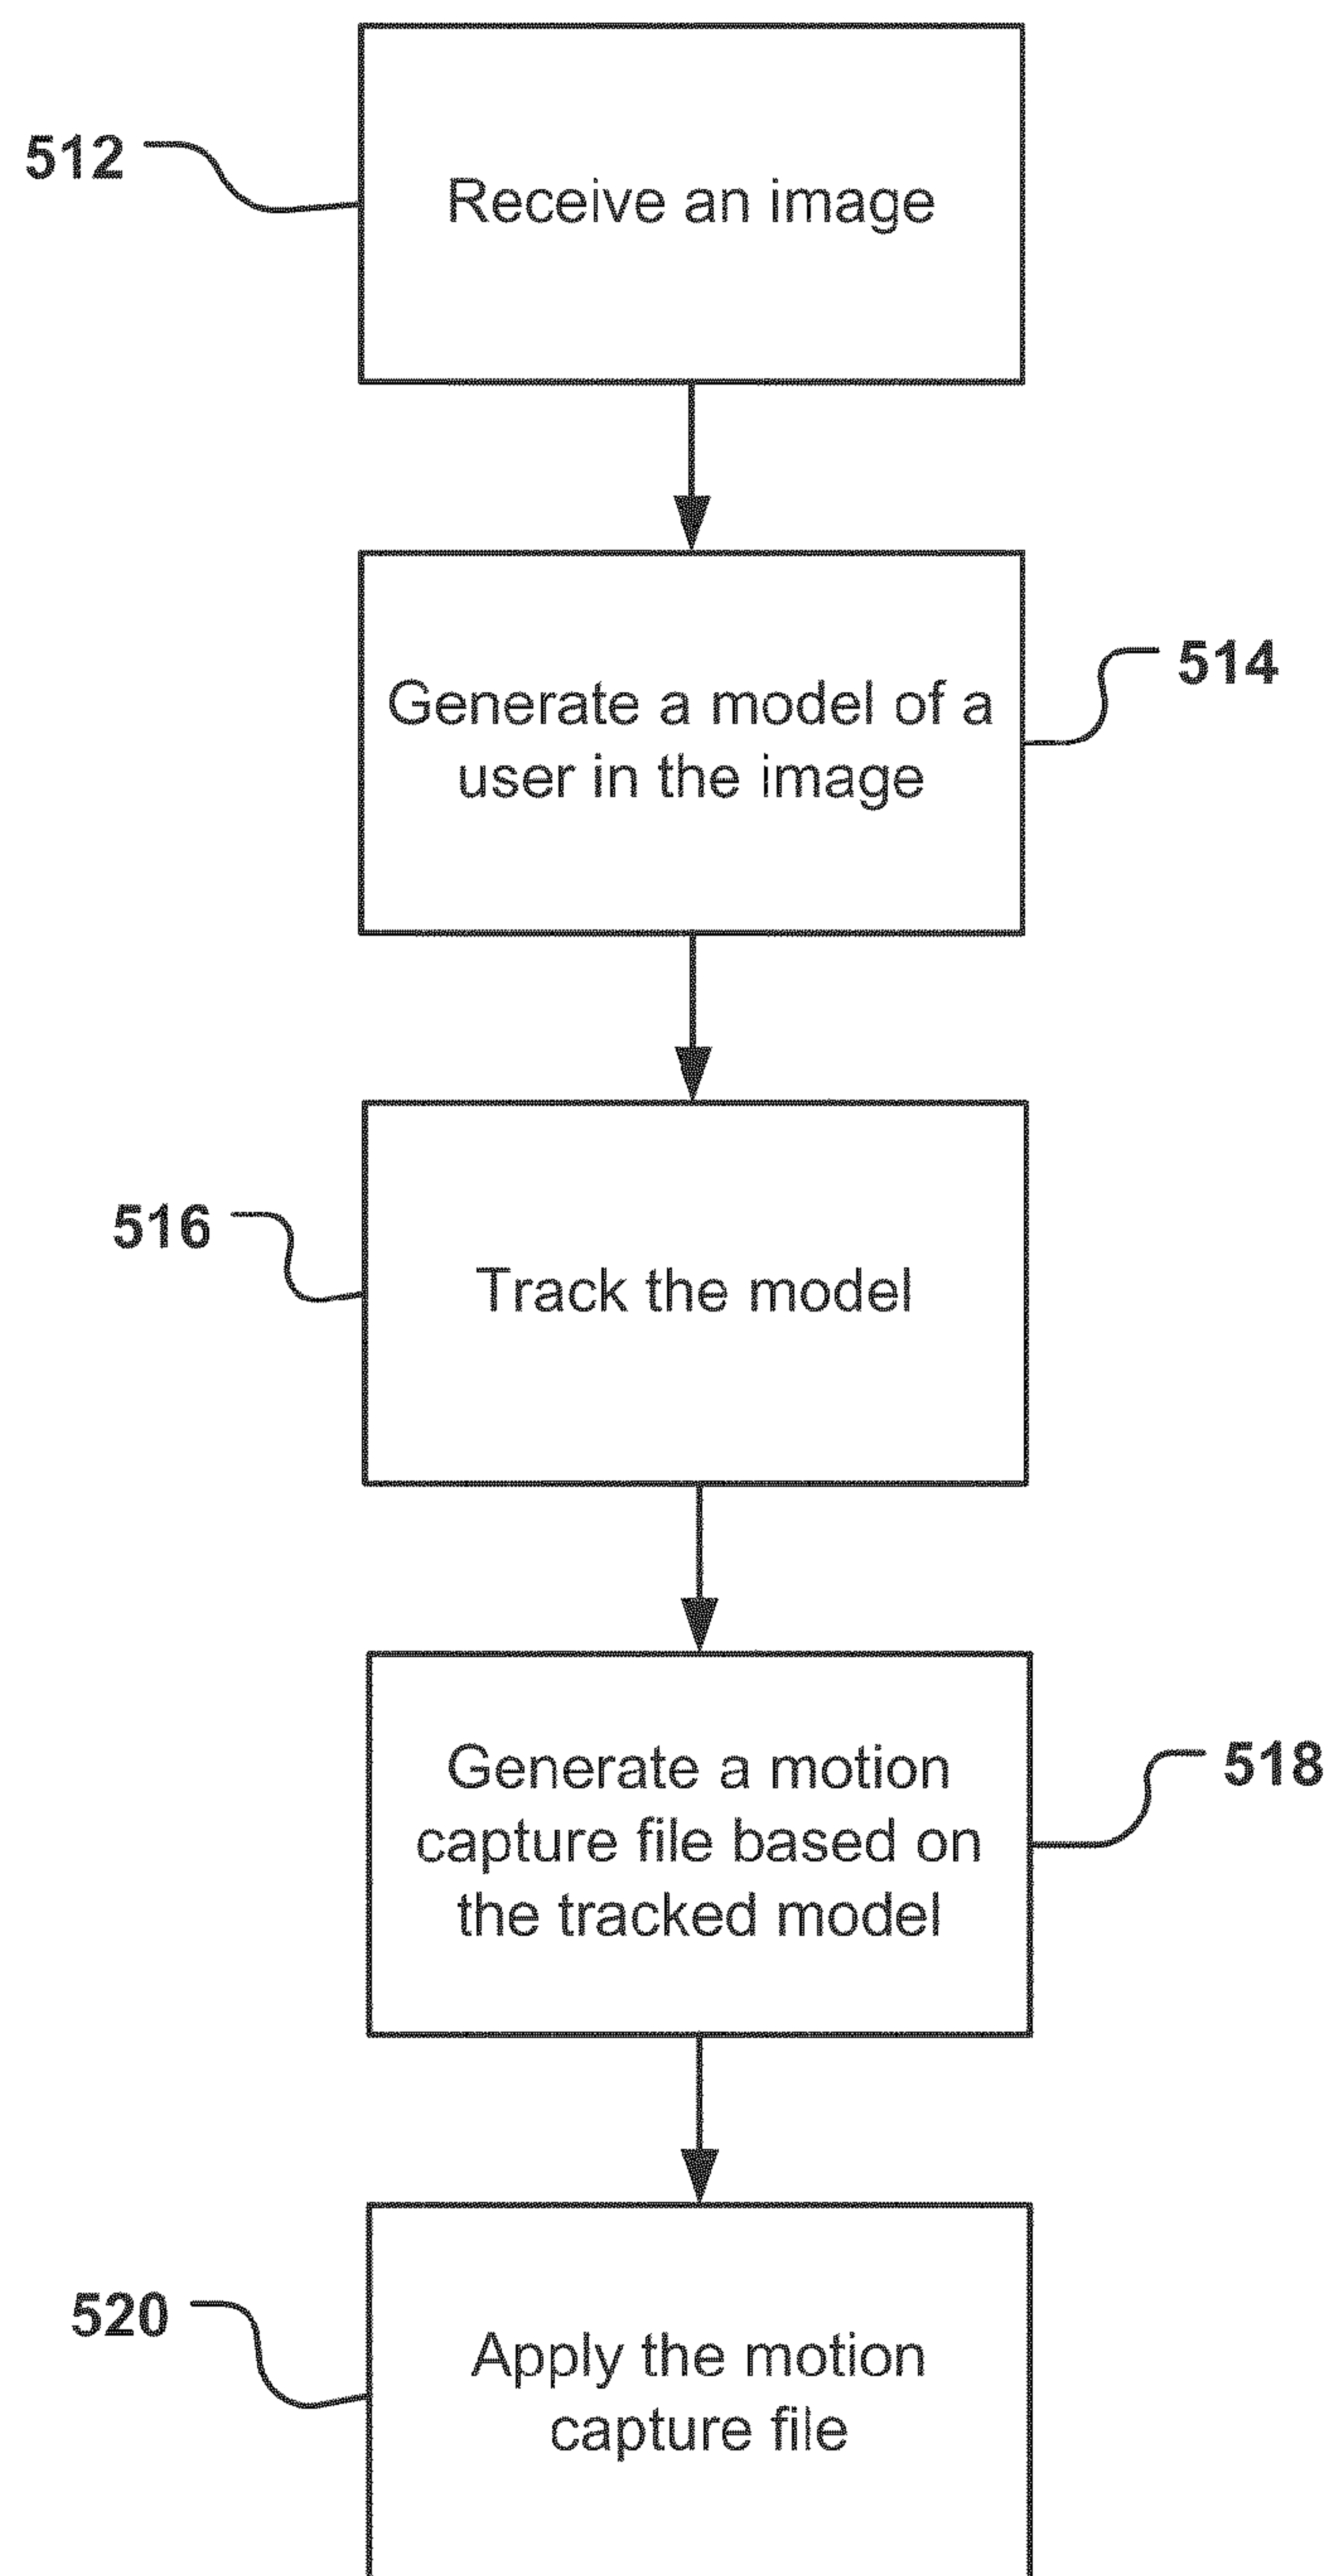 512
Receive an image
Generate a model of a
user in the image
514
516
Track the model
Generate a motion
capture file based on
the tracked model
518
520
Apply the motion
capture file